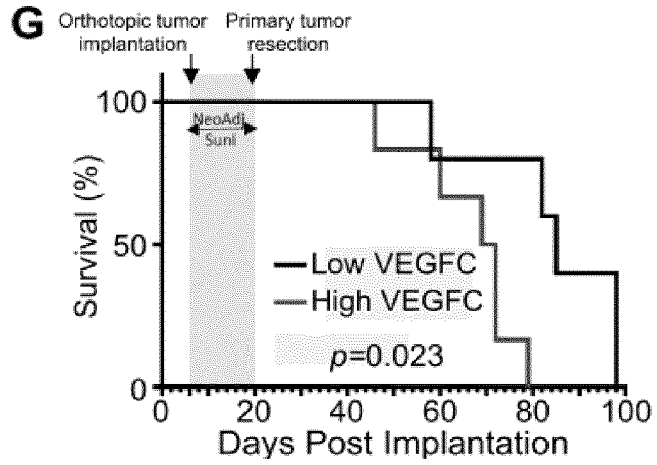 G
Orthotopic tumor
implantation
Primary tumor
resection
Survival (%)
100
50
0
NeoAdj
Suni
Low VEGFC
High VEGFC
p=0.023
0 20 40 60 80 100
Days Post Implantation